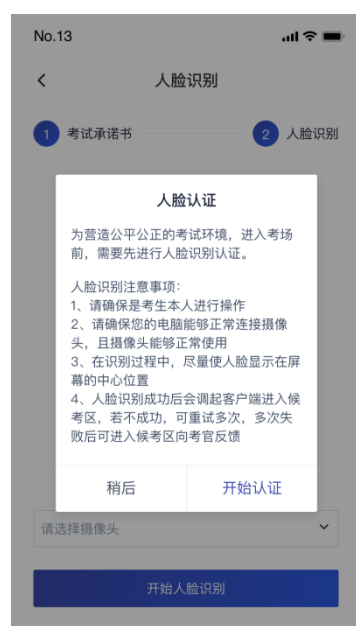 No.13
人脸识别
1 考试承诺书
2 人脸识别
人脸认证
为营造公平公正的考试环境，进入考场
前，需要先进行人脸识别认证。
人脸识别注意事项：
1、请确保是考生本人进行操作
2、请确保您的电脑能够正常连接摄像
头，且摄像头能够正常使用
3、在识别过程中，尽量使人脸显示在屏
幕的中心位置
4、人脸识别成功后会调起客户端进入候
考区，若不成功，可重试多次，多次失
败后可进入候考区向考官反馈
稍后
开始认证
请选择摄像头
开始人脸识别